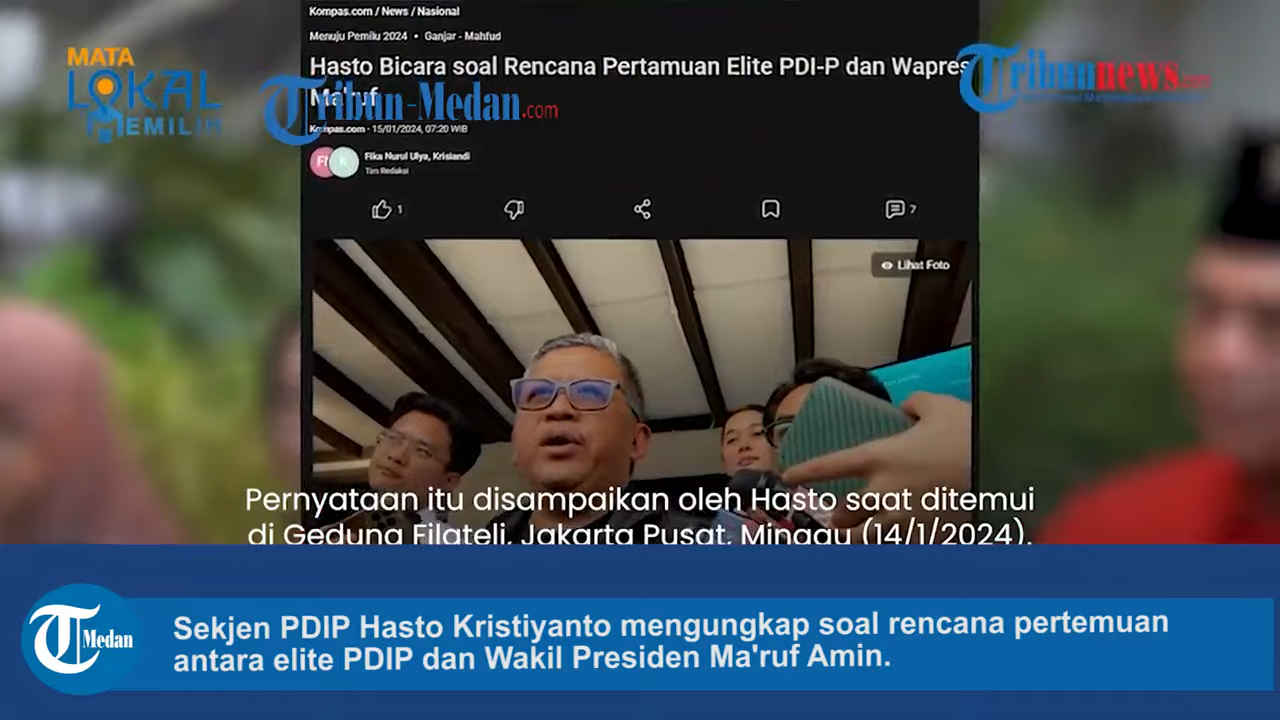 Kompas.com / News / Nasional
Menuju Pemilu 2024 • Ganjar - Mahfud
Hasto Bicara soal Rencana Pertamuan Elite PDI-P dan Wapres
Ma'ruf
MATA
LOKAL
MEMILIH
Tribun-Medan.com
Tribunnews.com
Kompas.com - 15/01/2024, 07:20 WIB
FN K
Fika Nurul Ulya, Krisiandi
Tim Redaksi
1
7
Lihat Foto
Pernyataan itu disampaikan oleh Hasto saat ditemui
di Gedung Filateli, Jakarta Pusat, Minggu (14/1/2024).
T Medan
Sekjen PDIP Hasto Kristiyanto mengungkap soal rencana pertemuan
antara elite PDIP dan Wakil Presiden Ma'ruf Amin.